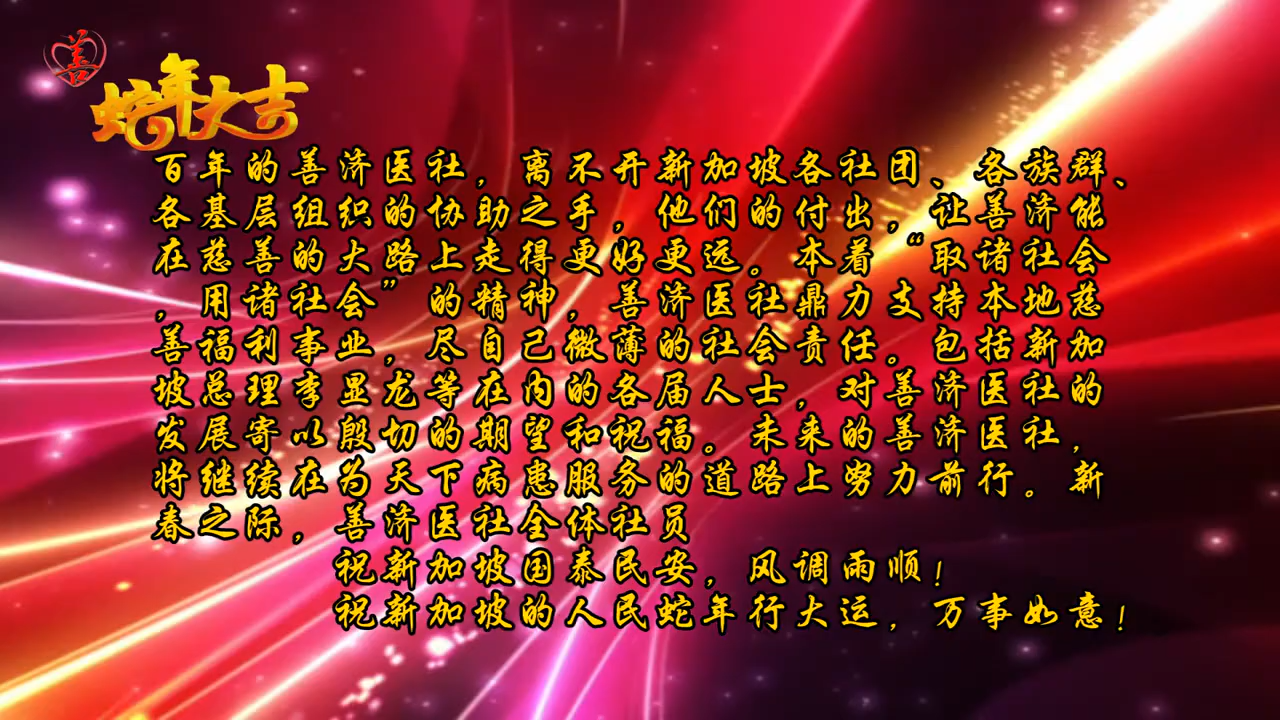 善
蛇年大吉
百年的善济医社，离不开新加坡各社团、各族群、
各基层组织的协助之手，他们的付出，让善济能
在慈善的大路上走得更好更远。本着“取诸社会
，用诸社会”的精神，善济医社鼎力支持本地慈
善福利事业，尽自己微薄的社会责任。包括新加
坡总理李显龙等在内的各届人士，对善济医社的
发展寄以殷切的期望和祝福。未来的善济医社，
将继续在为天下病患服务的道路上努力前行。新
春之际，善济医社全体社员
祝新加坡国泰民安，风调雨顺！
祝新加坡的人民蛇年行大运，万事如意！